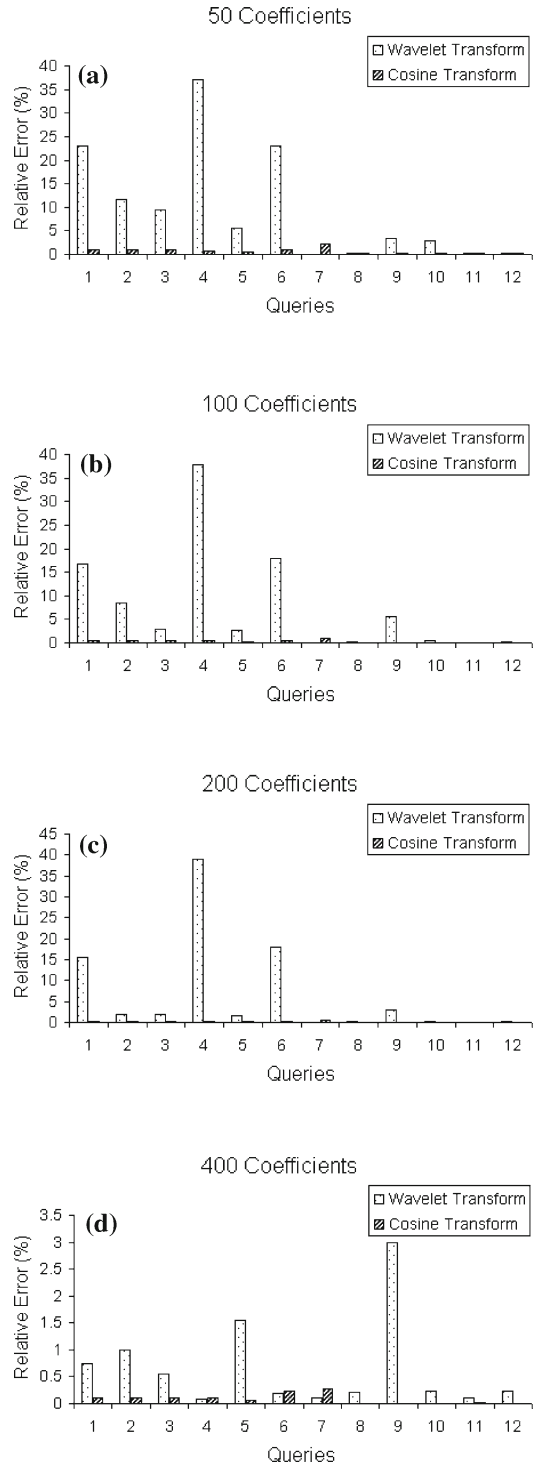 50 Coefficients
(a)
Wavelet Transform
Cosine Transform
Relative Error (%)
40
35
30
25
20
15
10
5
0
1 2 3 4 5 6 7 8 9 10 11 12
Queries
100 Coefficients
(b)
Wavelet Transform
Cosine Transform
Relative Error (%)
40
35
30
25
20
15
10
5
0
1 2 3 4 5 6 7 8 9 10 11 12
Queries
200 Coefficients
(c)
Wavelet Transform
Cosine Transform
Relative Error (%)
45
40
35
30
25
20
15
10
5
0
1 2 3 4 5 6 7 8 9 10 11 12
Queries
400 Coefficients
(d)
Wavelet Transform
Cosine Transform
Relative Error (%)
3.5
3
2.5
2
1.5
1
0.5
0
1 2 3 4 5 6 7 8 9 10 11 12
Queries